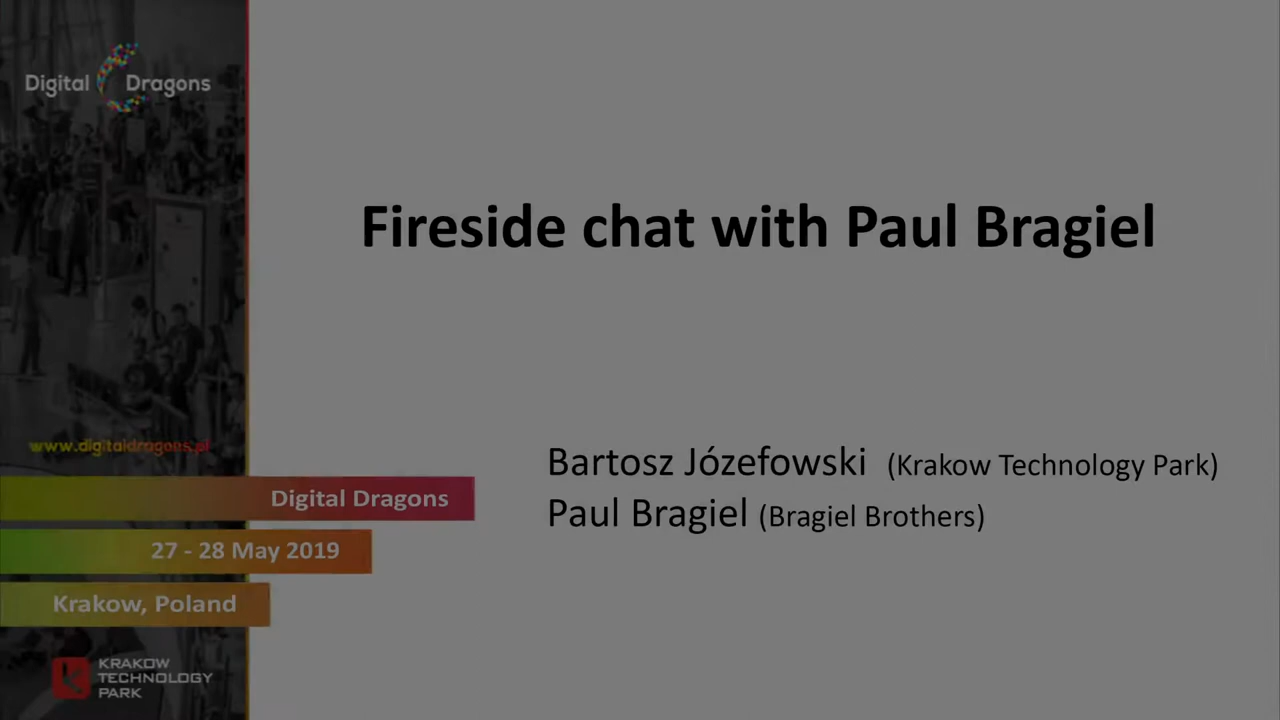 Digital Dragons
Fireside chat with Paul Bragiel
www.digitaldragons.pl
Bartosz Józefowski (Krakow Technology Park)
Paul Bragiel (Bragiel Brothers)
Digital Dragons
27 - 28 May 2019
Krakow, Poland
KRAKOW
TECHNOLOGY
PARK